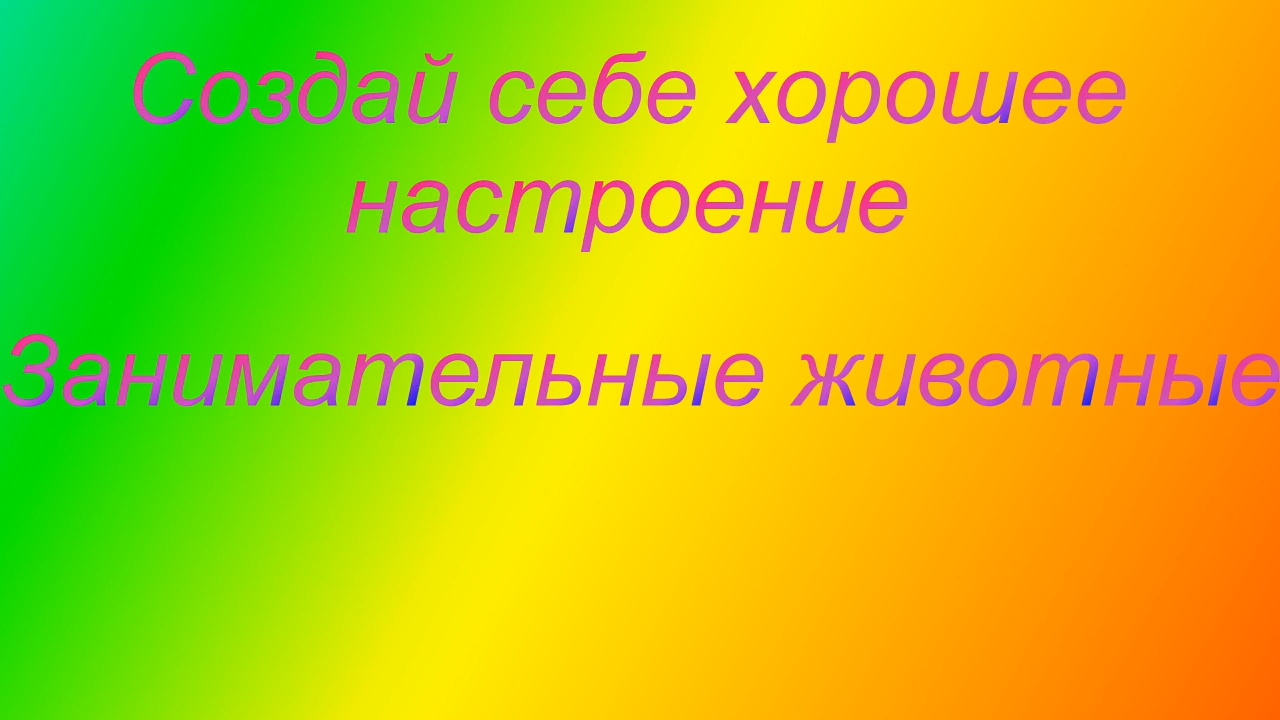 Создай себе хорошее
настроение
Занимательные животные